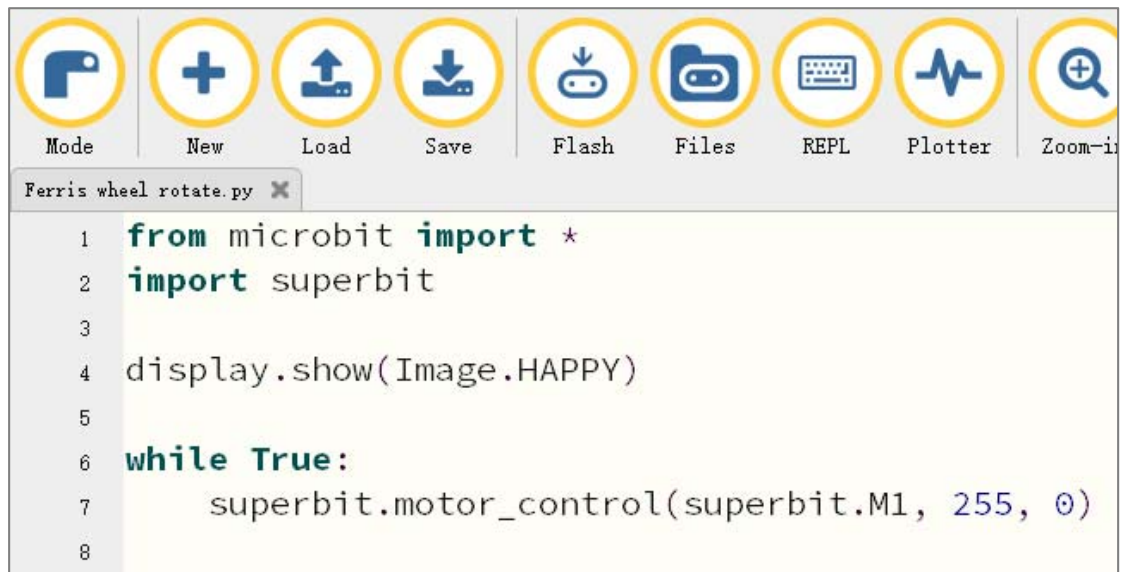 Mode New Load Save Flash Files REPL Plotter Zoom-i
Ferris wheel rotate.py
1 from microbit import *
2 import superbit
3
4 display.show(Image.HAPPY)
5
6 while True:
7     superbit.motor_control(superbit.M1, 255, 0)
8